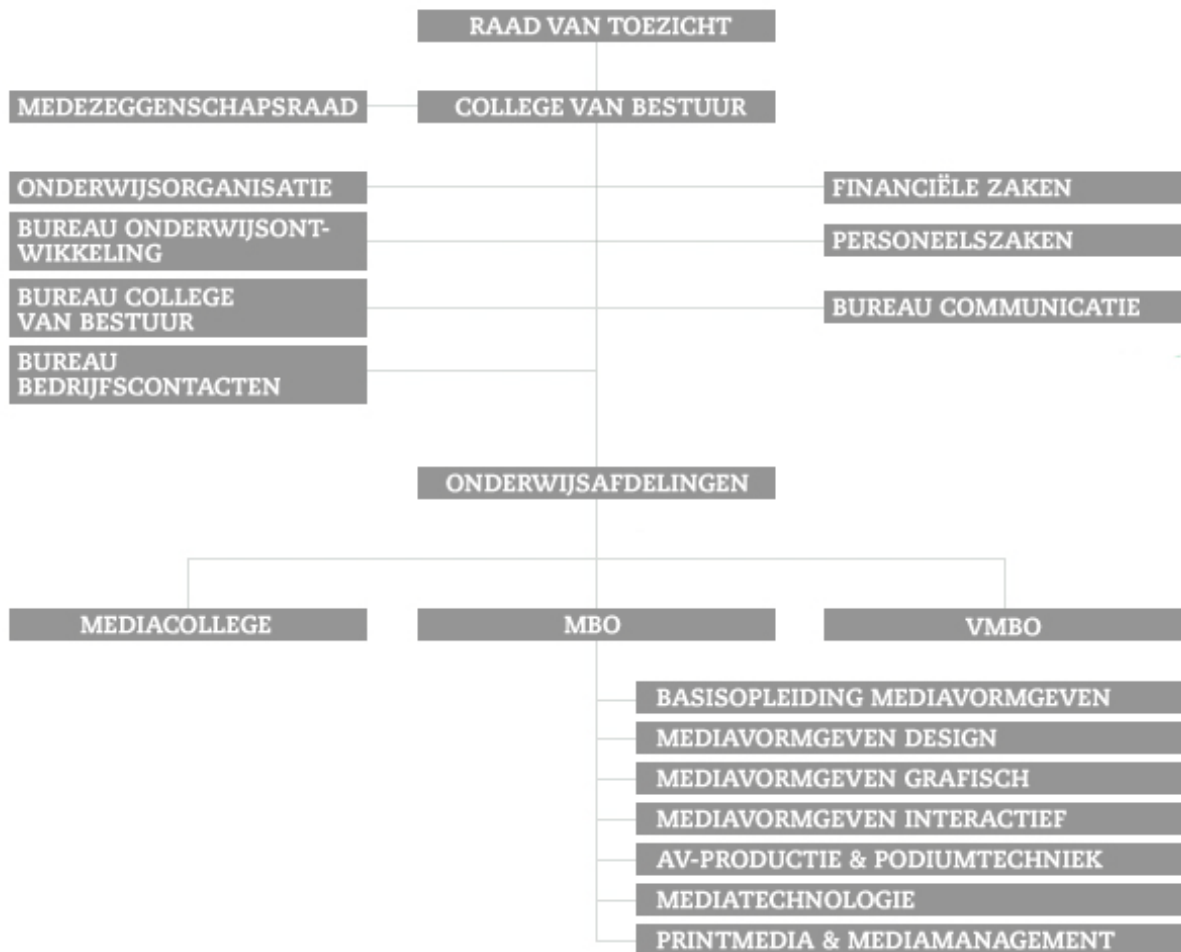 RAAD VAN TOEZICHT
MEDEZEGGENSCHAPSRAAD
COLLEGE VAN BESTUUR
ONDERWIJSORGANISATIE
FINANCIËLE ZAKEN
BUREAU ONDERWIJSONT-
WIKKELING
PERSONEELSZAKEN
BUREAU COLLEGE
VAN BESTUUR
BUREAU COMMUNICATIE
BUREAU
BEDRIJFSCONTACTEN
ONDERWIJSAFDELINGEN
MEDIACOLLEGE
MBO
VMBO
BASISOPLEIDING MEDIAVORMGEVEN
MEDIAVORMGEVEN DESIGN
MEDIAVORMGEVEN GRAFISCH
MEDIAVORMGEVEN INTERACTIEF
AV-PRODUCTIE & PODIUMTECHNIEK
MEDIATECHNOLOGIE
PRINTMEDIA & MEDIAMANAGEMENT